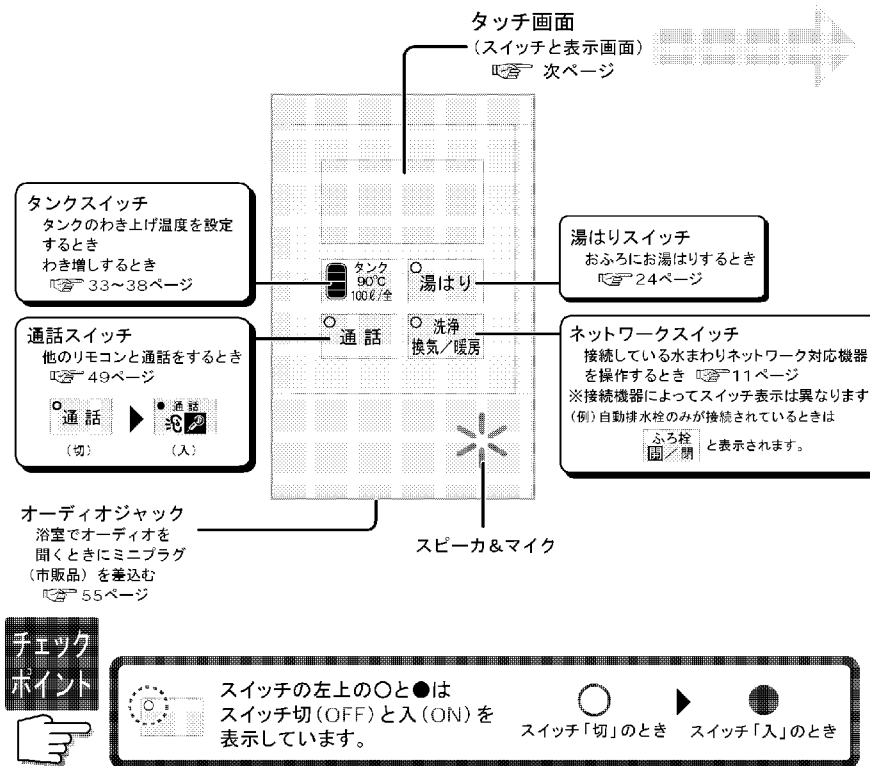 タッチ画面
(スイッチと表示画面)
☞ 次ページ
タンクスイッチ
タンクのわき上げ温度を設定
するとき
わき増しするとき
☞ 33〜38ページ
タンク
90℃
100ℓ/全
湯はり
通話
洗浄
換気/暖房
湯はりスイッチ
おふろにお湯はりするとき
☞ 24ページ
通話スイッチ
他のリモコンと通話をするとき
☞ 49ページ
通話
通話
(切)
(入)
ネットワークスイッチ
接続している水まわりネットワーク対応機器
を操作するとき ☞ 11ページ
※接続機器によってスイッチ表示は異なります
(例)自動排水栓のみが接続されているときは
ふろ栓
開/閉 と表示されます。
オーディオジャック
浴室でオーディオを
聞くときにミニプラグ
(市販品)を差込む
☞ 55ページ
スピーカ&マイク
チェック
ポイント
スイッチの左上の○と●は
スイッチ切(OFF)と入(ON)を
表示しています。
スイッチ「切」のとき
スイッチ「入」のとき